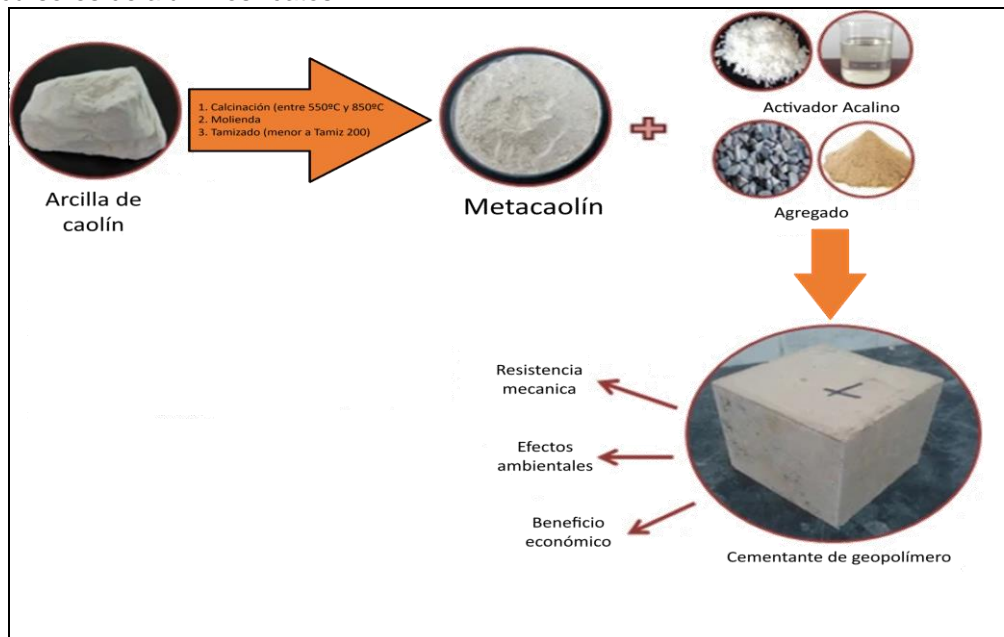 1. Calcinación (entre 550ºC y 850ºC
2. Molienda
3. Tamizado (menor a Tamiz 200)
Arcilla de
caolín
Metacaolín
Activador Acalino
Agregado
Resistencia
mecanica
Efectos
ambientales
Beneficio
económico
Cementante de geopolímero